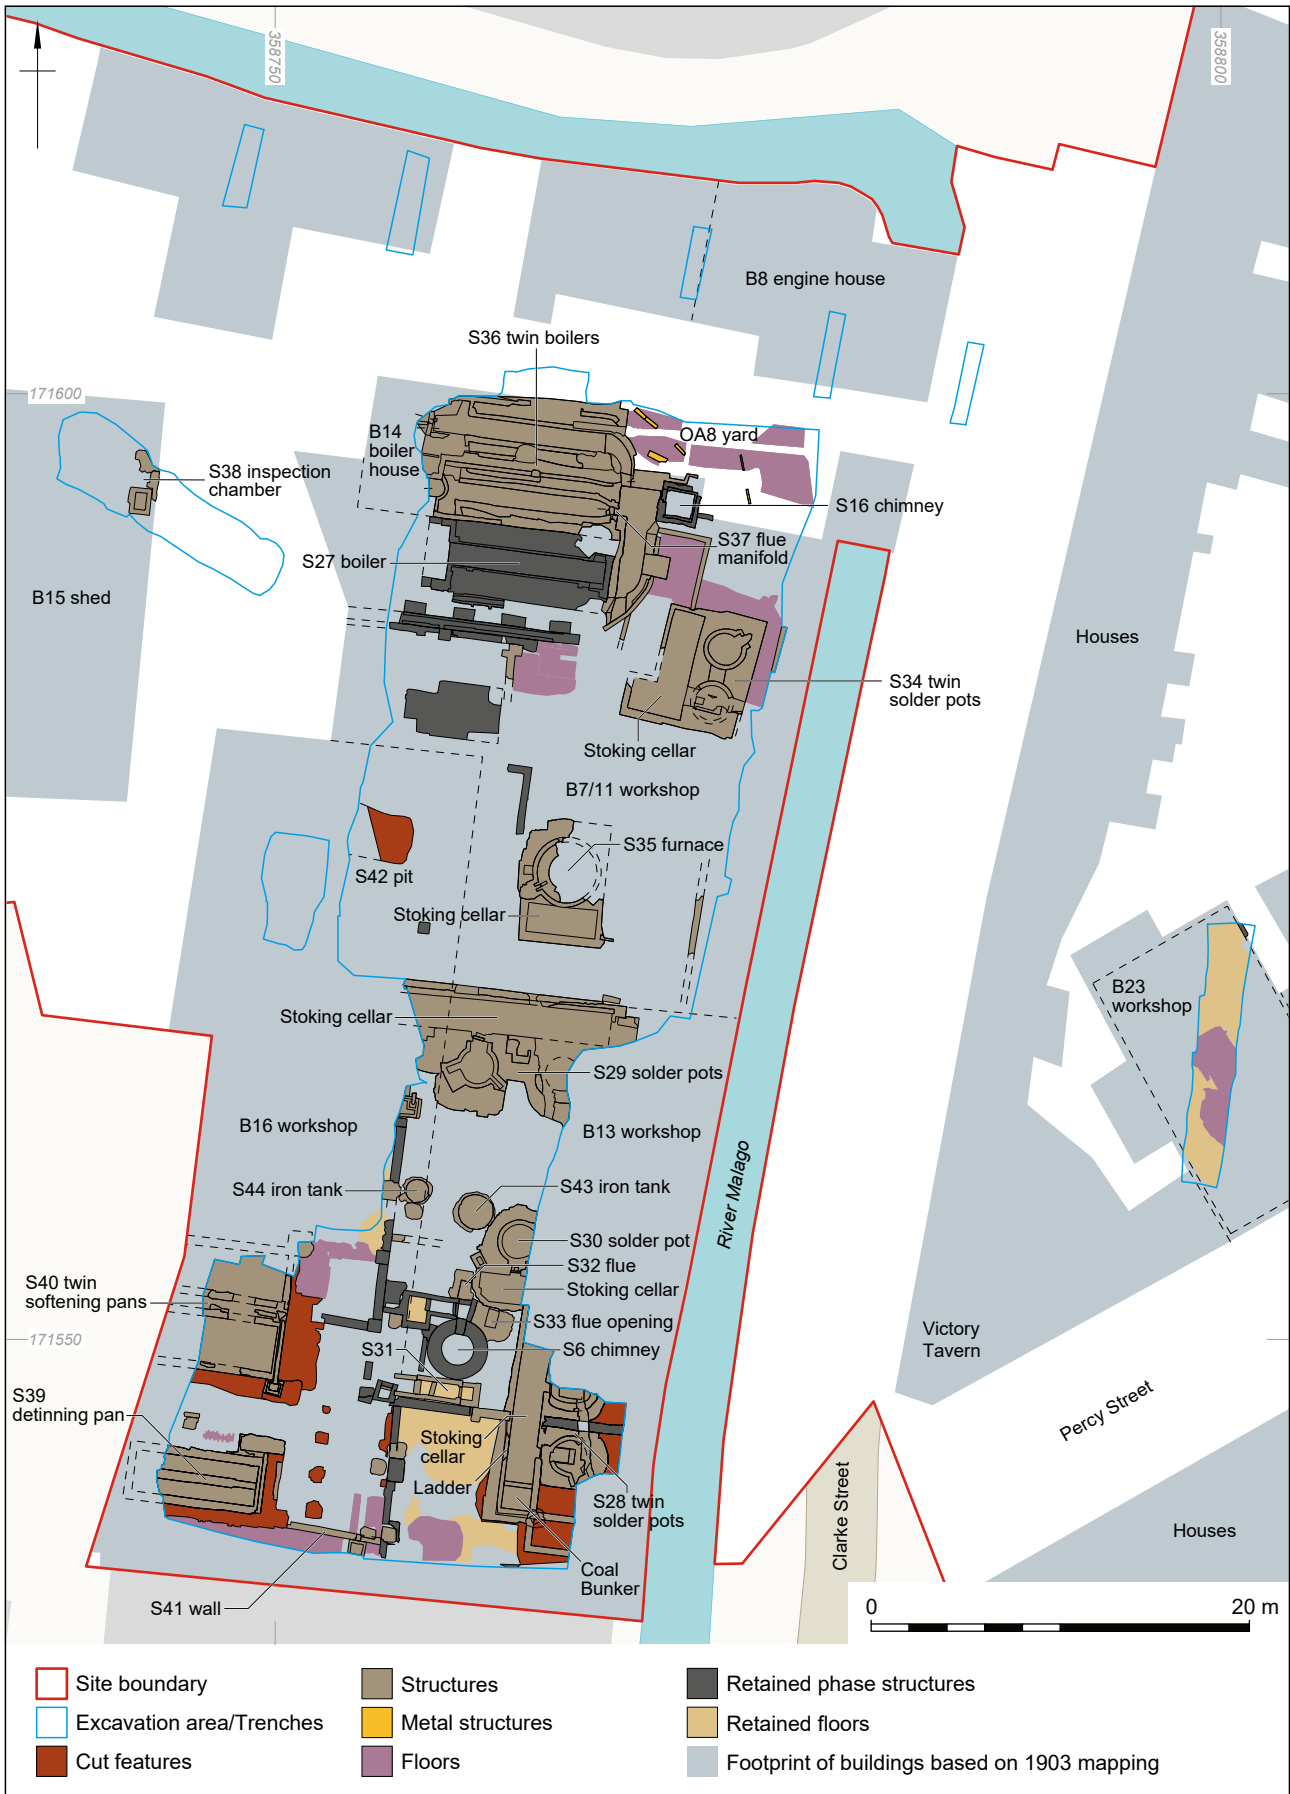 358750
358800
B8 engine house
S36 twin boilers
171600
B14
boiler
house
OA8 yard
S38 inspection
chamber
S16 chimney
S37 flue
manifold
S27 boiler
B15 shed
Houses
S34 twin
solder pots
Stoking cellar
B7/11 workshop
S35 furnace
S42 pit
Stoking cellar
B23
workshop
Stoking cellar
S29 solder pots
B16 workshop
B13 workshop
River Malago
S44 iron tank
S43 iron tank
S30 solder pot
S32 flue
S40 twin
softening pans
Stoking cellar
S33 flue opening
171550
S31
S6 chimney
Victory
Tavern
S39
detinning pan
Percy Street
Stoking
cellar
Ladder
S28 twin
solder pots
Clarke Street
Houses
Coal
Bunker
S41 wall
0 20 m
Site boundary
Structures
Retained phase structures
Excavation area/Trenches
Metal structures
Retained floors
Cut features
Floors
Footprint of buildings based on 1903 mapping